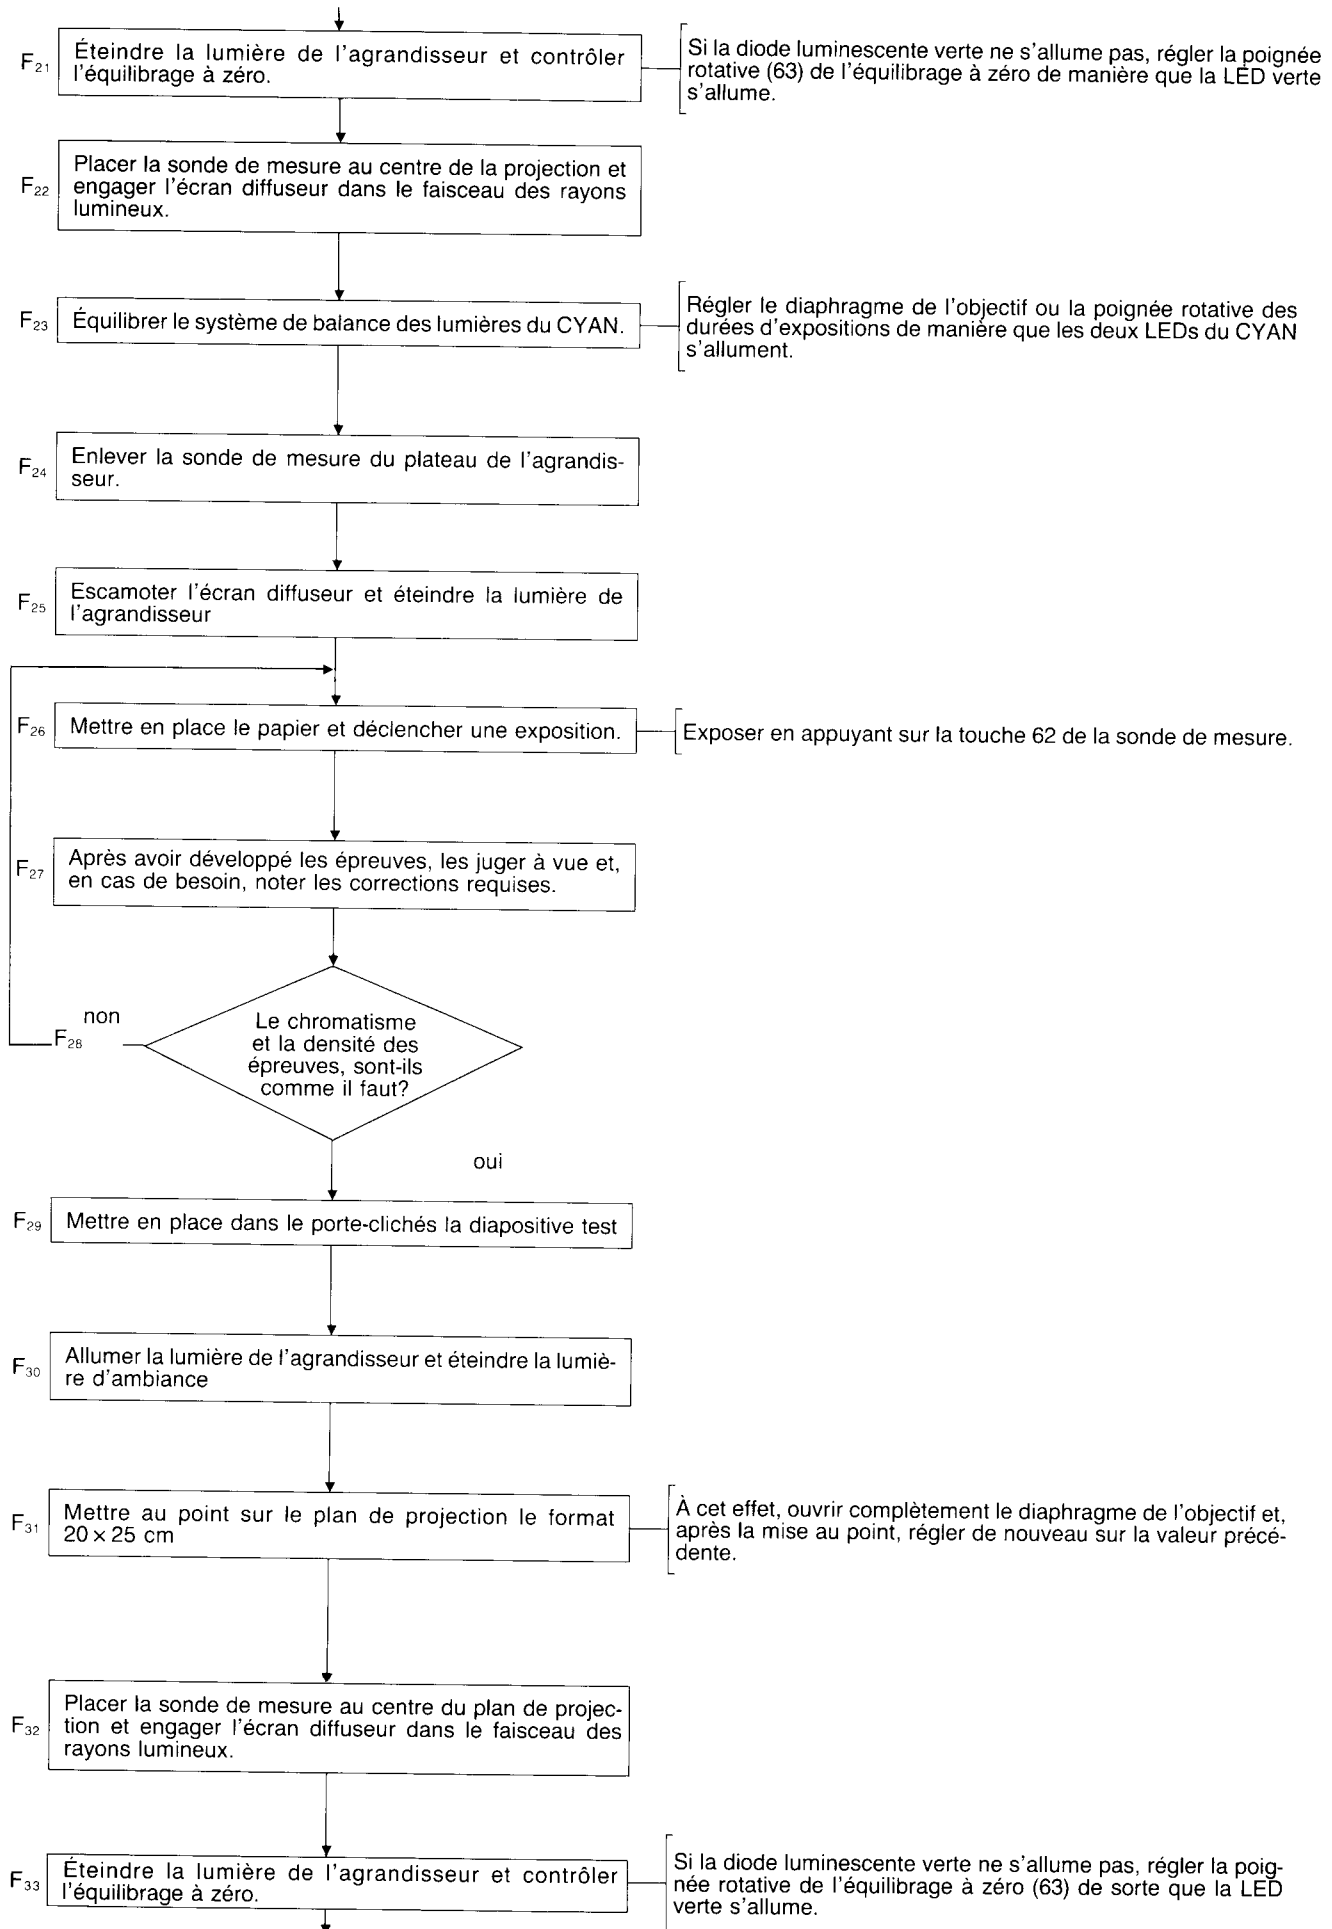 F21
Éteindre la lumière de l'agrandisseur et contrôler
l'équilibrage à zéro.
Si la diode luminescente verte ne s'allume pas, régler la poignée
rotative (63) de l'équilibrage à zéro de manière que la LED verte
s'allume.
F22
Placer la sonde de mesure au centre de la projection et
engager l'écran diffuseur dans le faisceau des rayons
lumineux.
F23
Équilibrer le système de balance des lumières du CYAN.
Régler le diaphragme de l'objectif ou la poignée rotative des
durées d'expositions de manière que les deux LEDs du CYAN
s'allument.
F24
Enlever la sonde de mesure du plateau de l'agrandis-
seur.
F25
Escamoter l'écran diffuseur et éteindre la lumière de
l'agrandisseur
F26
Mettre en place le papier et déclencher une exposition.
Exposer en appuyant sur la touche 62 de la sonde de mesure.
F27
Après avoir développé les épreuves, les juger à vue et,
en cas de besoin, noter les corrections requises.
non
F28
Le chromatisme
et la densité des
épreuves, sont-ils
comme il faut?
oui
F29
Mettre en place dans le porte-clichés la diapositive test
F30
Allumer la lumière de l'agrandisseur et éteindre la lumiè-
re d'ambiance
F31
Mettre au point sur le plan de projection le format
20 × 25 cm
À cet effet, ouvrir complètement le diaphragme de l'objectif et,
après la mise au point, régler de nouveau sur la valeur précé-
dente.
F32
Placer la sonde de mesure au centre du plan de projec-
tion et engager l'écran diffuseur dans le faisceau des
rayons lumineux.
F33
Éteindre la lumière de l'agrandisseur et contrôler
l'équilibrage à zéro.
Si la diode luminescente verte ne s'allume pas, régler la poig-
née rotative de l'équilibrage à zéro (63) de sorte que la LED
verte s'allume.